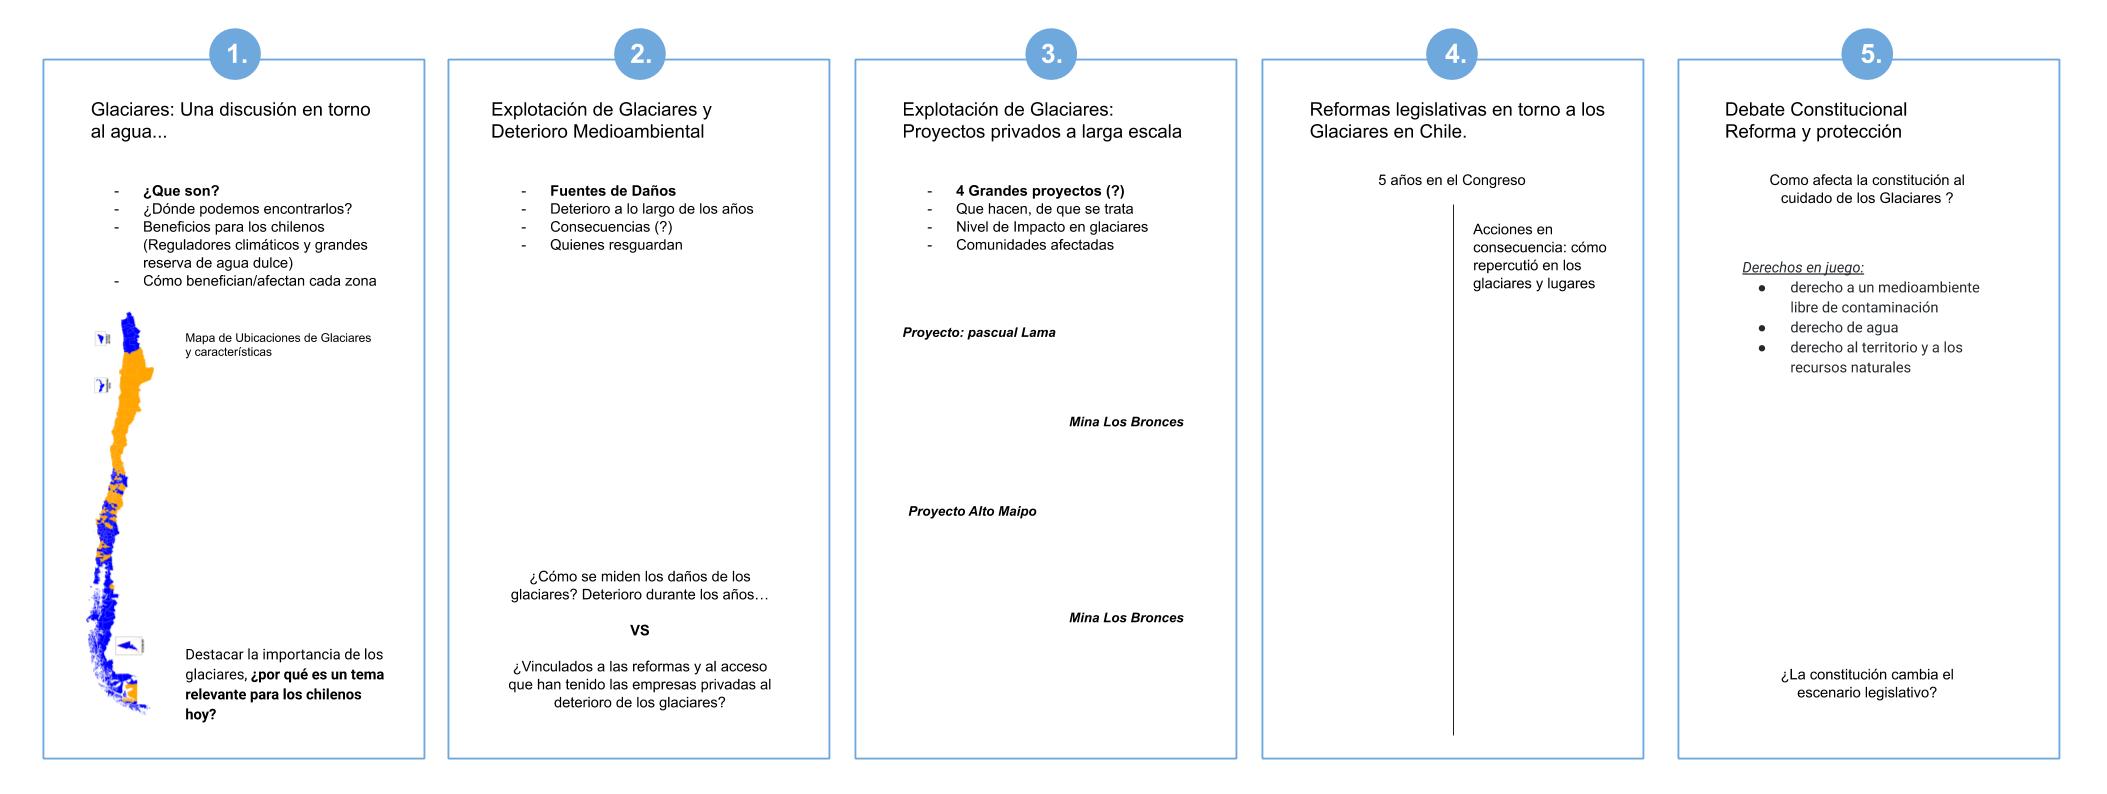 1.
Glaciares: Una discusión en torno
al agua...
- ¿Que son?
- ¿Dónde podemos encontrarlos?
- Beneficios para los chilenos
(Reguladores climáticos y grandes
reserva de agua dulce)
- Cómo benefician/afectan cada zona
Mapa de Ubicaciones de Glaciares
y características
Destacar la importancia de los
glaciares, ¿por qué es un tema
relevante para los chilenos
hoy?
2.
Explotación de Glaciares y
Deterioro Medioambiental
- Fuentes de Daños
- Deterioro a lo largo de los años
- Consecuencias (?)
- Quienes resguardan
¿Cómo se miden los daños de los
glaciares? Deterioro durante los años…
VS
¿Vinculados a las reformas y al acceso
que han tenido las empresas privadas al
deterioro de los glaciares?
3.
Explotación de Glaciares:
Proyectos privados a larga escala
- 4 Grandes proyectos (?)
- Que hacen, de que se trata
- Nivel de Impacto en glaciares
- Comunidades afectadas
Proyecto: pascual Lama
Mina Los Bronces
Proyecto Alto Maipo
Mina Los Bronces
4.
Reformas legislativas en torno a los
Glaciares en Chile.
5 años en el Congreso
Acciones en
consecuencia: cómo
repercutió en los
glaciares y lugares
5.
Debate Constitucional
Reforma y protección
Como afecta la constitución al
cuidado de los Glaciares ?
Derechos en juego:
● derecho a un medioambiente
libre de contaminación
● derecho de agua
● derecho al territorio y a los
recursos naturales
¿La constitución cambia el
escenario legislativo?